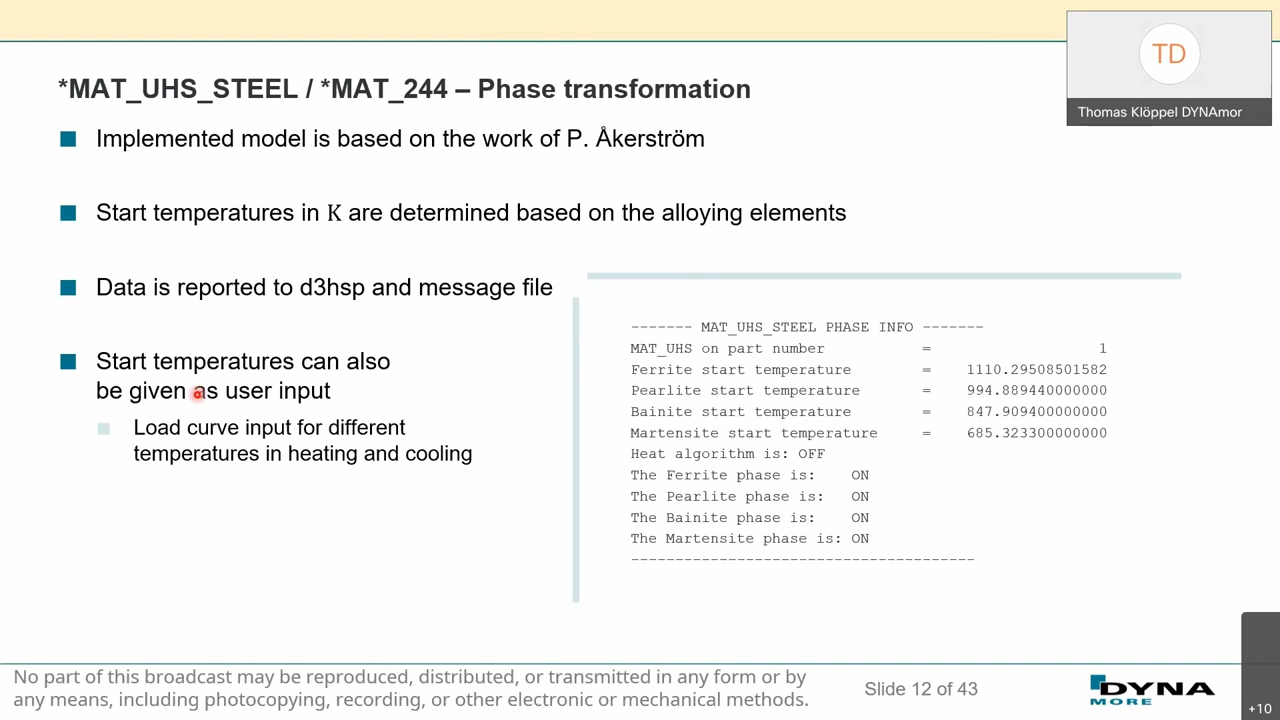 TD
Thomas Klöppel DYNAmor
*MAT_UHS_STEEL / *MAT_244 – Phase transformation
Implemented model is based on the work of P. Åkerström
Start temperatures in K are determined based on the alloying elements
Data is reported to d3hsp and message file
Start temperatures can also
be given as user input
Load curve input for different
temperatures in heating and cooling
------- MAT_UHS_STEEL PHASE INFO -------
MAT_UHS on part number = 1
Ferrite start temperature = 1110.29508501582
Pearlite start temperature = 994.889440000000
Bainite start temperature = 847.909400000000
Martensite start temperature = 685.323300000000
Heat algorithm is: OFF
The Ferrite phase is: ON
The Pearlite phase is: ON
The Bainite phase is: ON
The Martensite phase is: ON
---------------------------------------
No part of this broadcast may be reproduced, distributed, or transmitted in any form or by
any means, including photocopying, recording, or other electronic or mechanical methods.
Slide 12 of 43
DYNA
MORE
+10